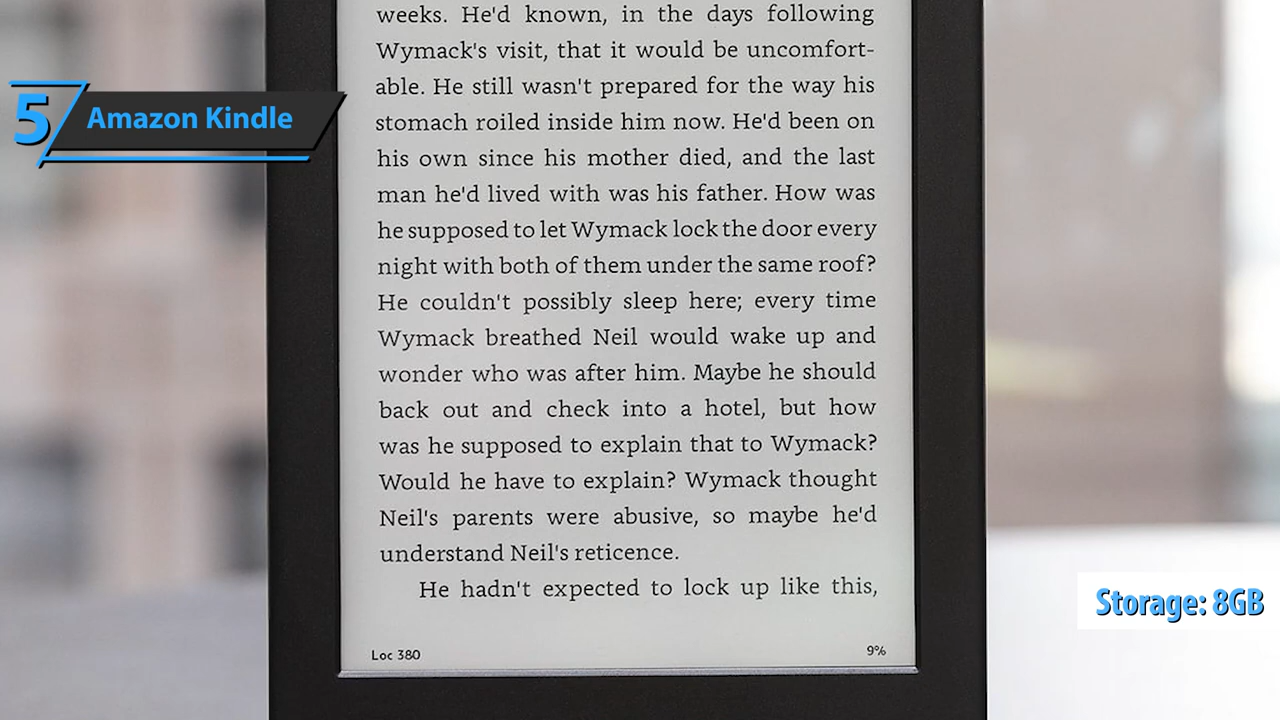 weeks. He'd known, in the days following
Wymack's visit, that it would be uncomfort-
able. He still wasn't prepared for the way his
stomach roiled inside him now. He'd been on
his own since his mother died, and the last
man he'd lived with was his father. How was
he supposed to let Wymack lock the door every
night with both of them under the same roof?
He couldn't possibly sleep here; every time
Wymack breathed Neil would wake up and
wonder who was after him. Maybe he should
back out and check into a hotel, but how
was he supposed to explain that to Wymack?
Would he have to explain? Wymack thought
Neil's parents were abusive, so maybe he'd
understand Neil's reticence.
He hadn't expected to lock up like this,
Loc 380
9%
5
Amazon Kindle
Storage: 8GB